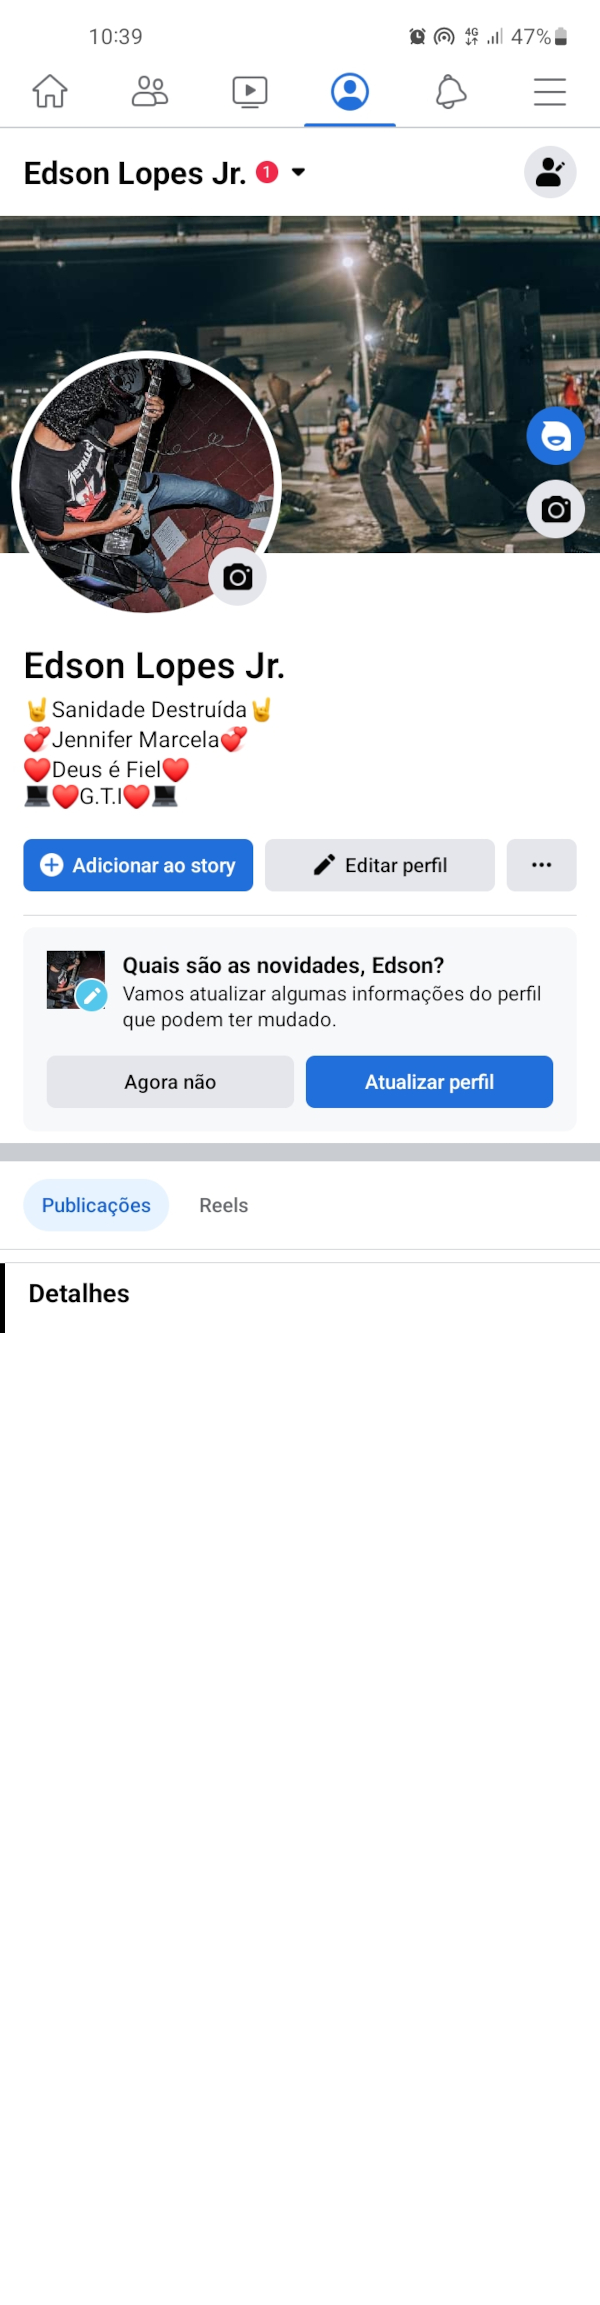 10:39
4G 47%
Edson Lopes Jr. 1
METALLICA
Edson Lopes Jr.
🤘Sanidade Destruída🤘
💞Jennifer Marcela💞
❤️Deus é Fiel❤️
💻❤️G.T.I❤️💻
Adicionar ao story
Editar perfil
Quais são as novidades, Edson?
Vamos atualizar algumas informações do perfil
que podem ter mudado.
Agora não
Atualizar perfil
Publicações
Reels
Detalhes